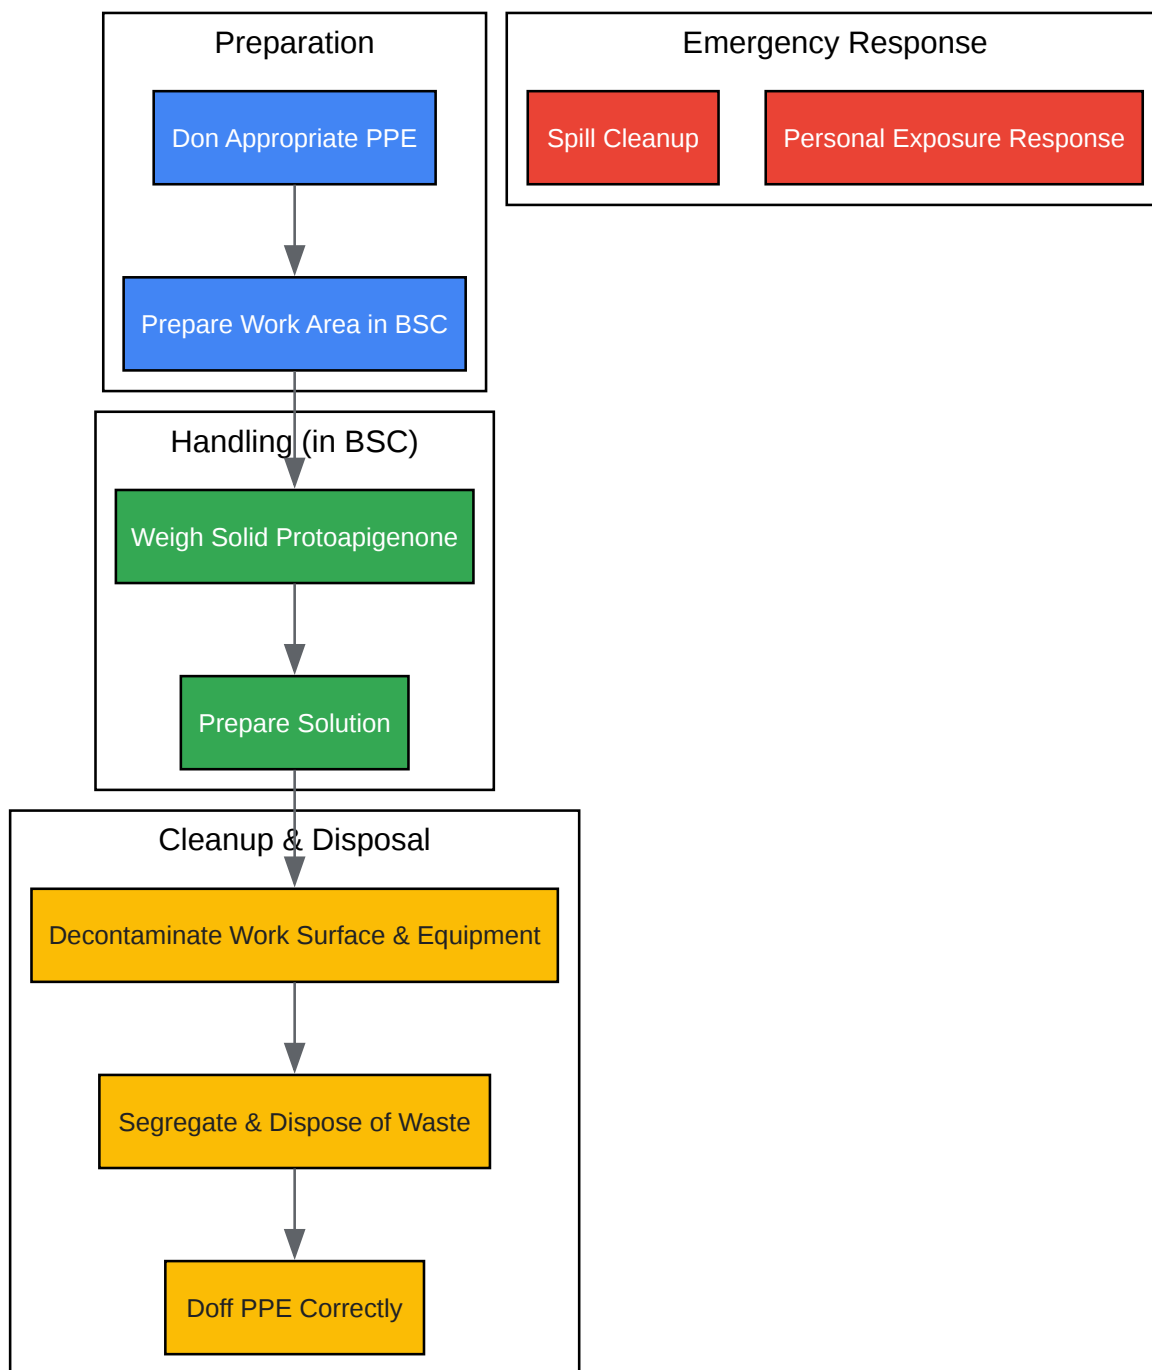 Preparation
Don Appropriate PPE
Prepare Work Area in BSC
Handling (in BSC)
Weigh Solid Protoapigenone
Prepare Solution
Cleanup & Disposal
Decontaminate Work Surface & Equipment
Segregate & Dispose of Waste
Doff PPE Correctly
Emergency Response
Spill Cleanup
Personal Exposure Response